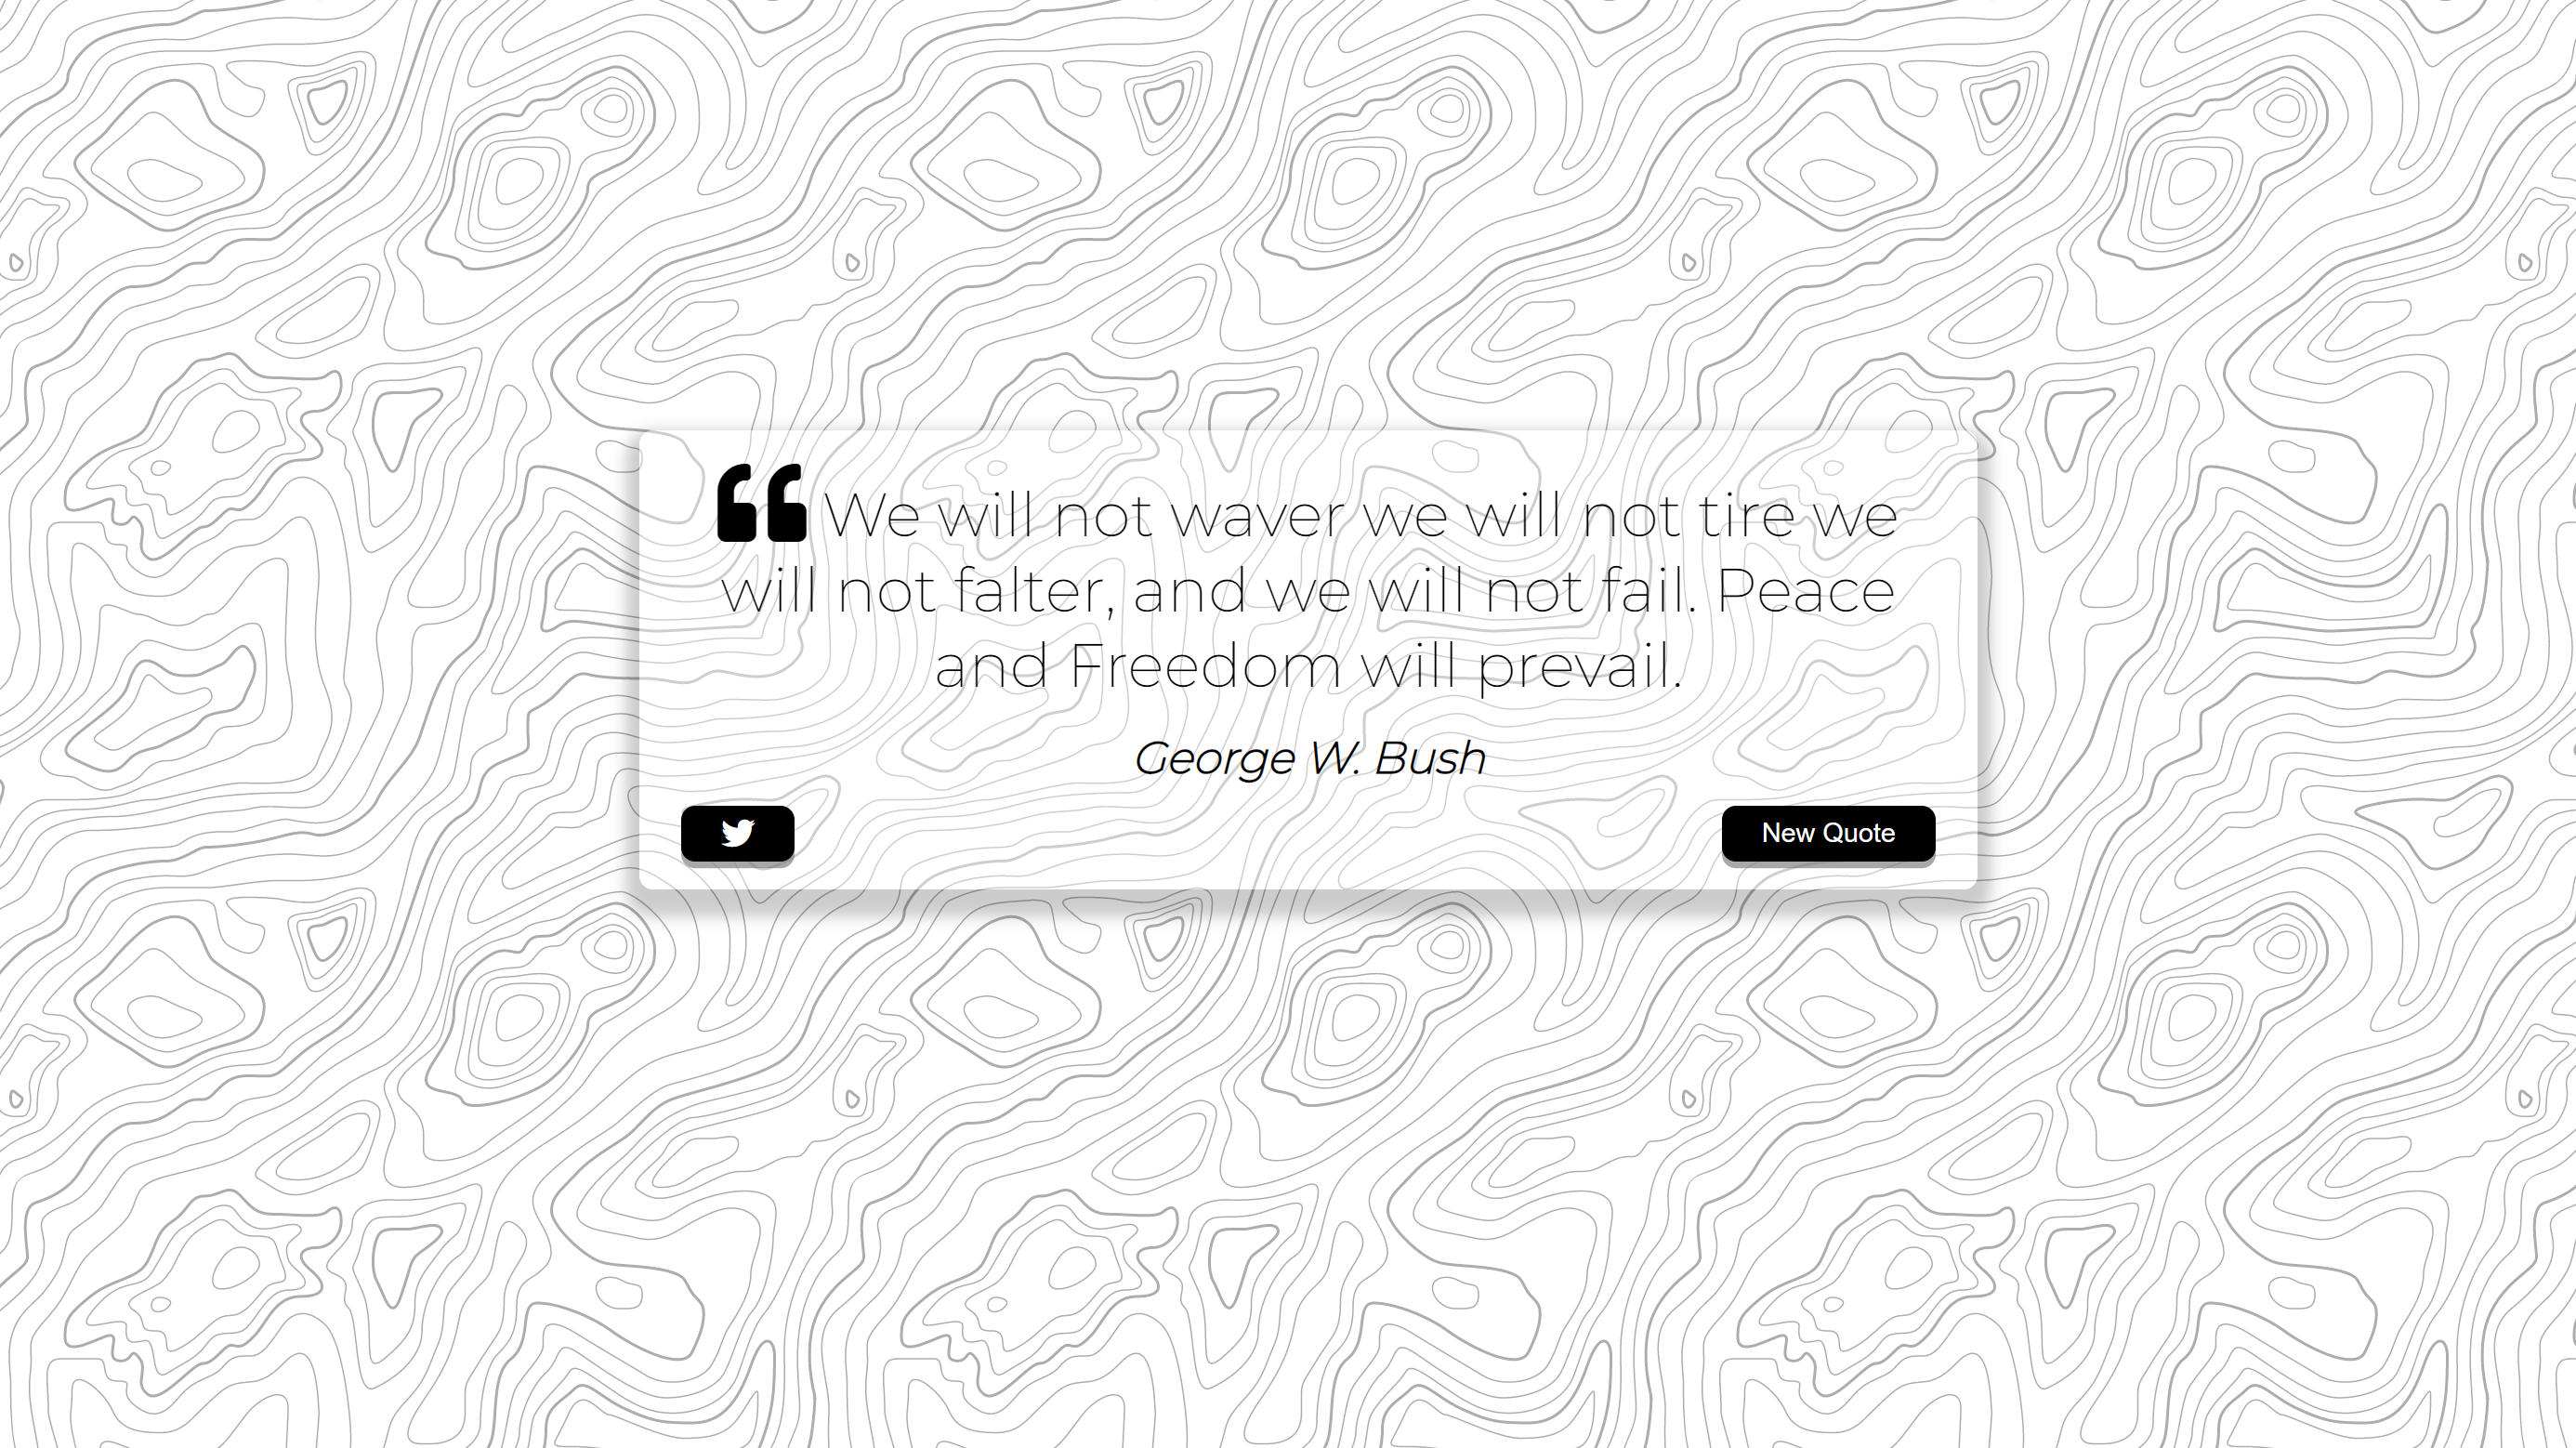 We will not waver we will not tire we
will not falter, and we will not fail. Peace
and Freedom will prevail.
George W. Bush
New Quote